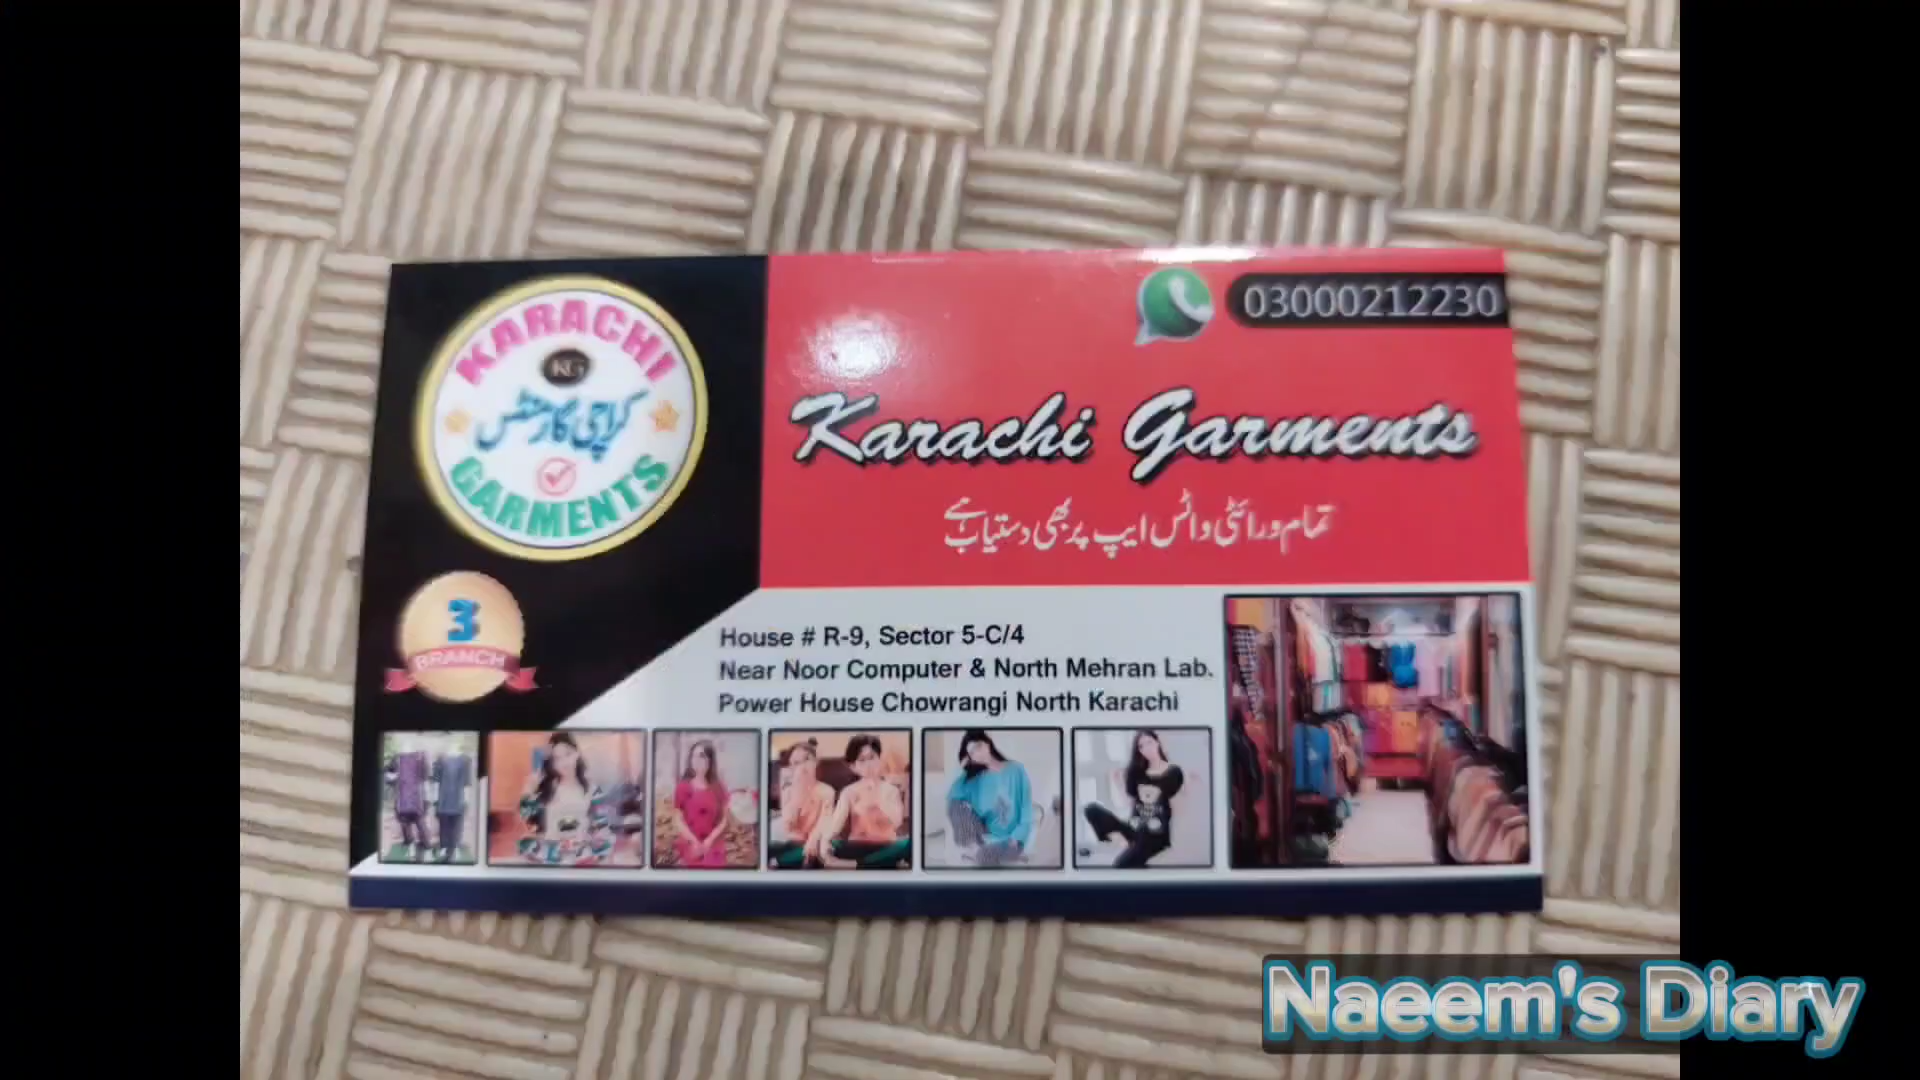 KARACHI
KG
کراچی گارمنٹس
GARMENTS
3
BRANCH
03000212230
Karachi Garments
تمام ورائٹی واٹس ایپ پر بھی دستیاب ہے
House # R-9, Sector 5-C/4
Near Noor Computer & North Mehran Lab.
Power House Chowrangi North Karachi
Naeem's Diary